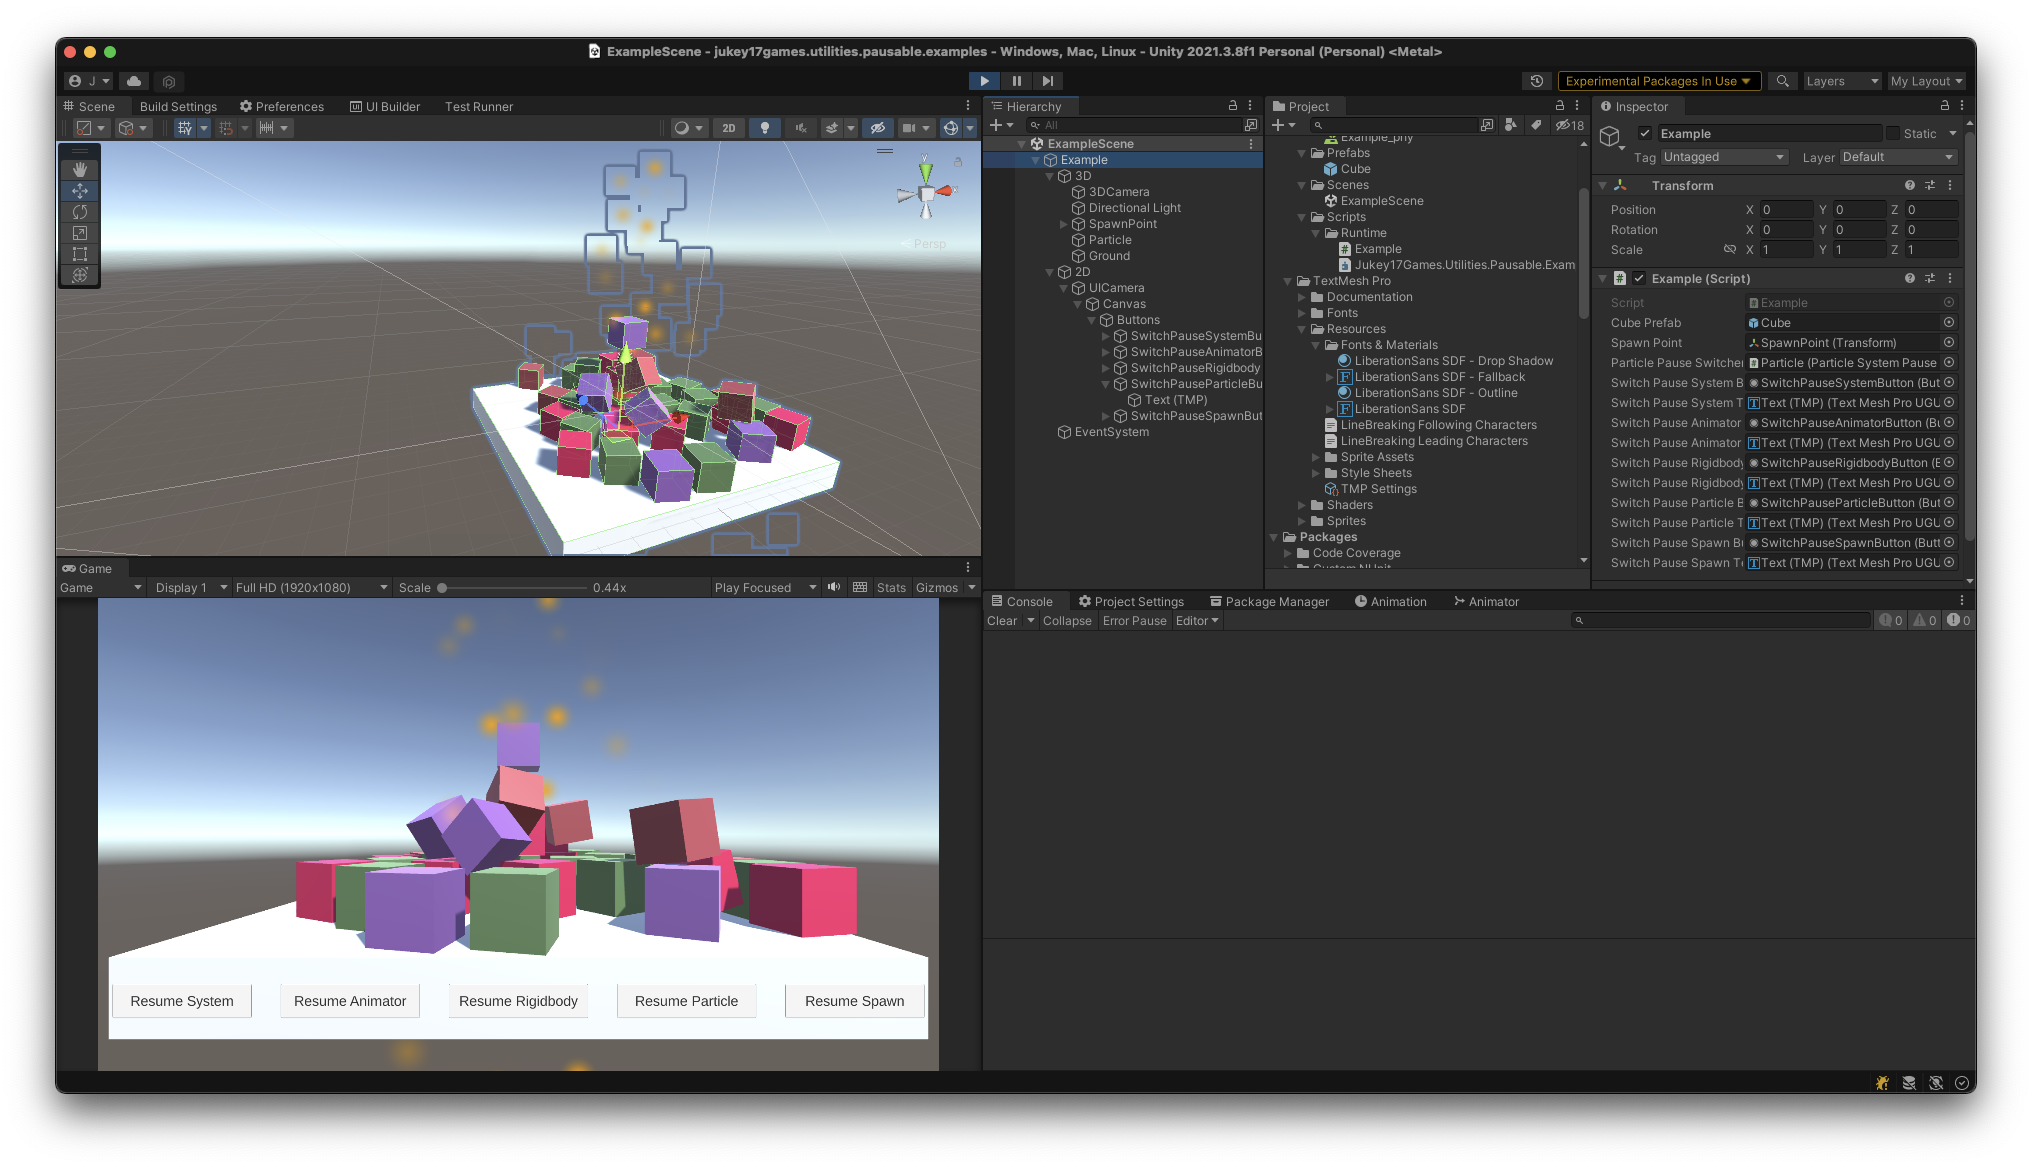 ExampleScene - jukey17games.utilities.pausable.examples - Windows, Mac, Linux - Unity 2021.3.8f1 Personal (Personal) <Metal>
J
Experimental Packages In Use
Layers
My Layout
Scene
Build Settings
Preferences
UI Builder
Test Runner
2D
Y
X
Persp
Game
Game
Display 1
Full HD (1920x1080)
Scale
0.44x
Play Focused
Stats
Gizmos
Resume System
Resume Animator
Resume Rigidbody
Resume Particle
Resume Spawn
Hierarchy
All
ExampleScene
Example
3D
3DCamera
Directional Light
SpawnPoint
Particle
Ground
2D
UICamera
Canvas
Buttons
SwitchPauseSystemBu
SwitchPauseAnimatorB
SwitchPauseRigidbody
SwitchPauseParticleBu
Text (TMP)
SwitchPauseSpawnBut
EventSystem
Project
18
Example_phy
Prefabs
Cube
Scenes
ExampleScene
Scripts
Runtime
Example
Jukey17Games.Utilities.Pausable.Exam
TextMesh Pro
Documentation
Fonts
Resources
Fonts & Materials
LiberationSans SDF - Drop Shadow
LiberationSans SDF - Fallback
LiberationSans SDF - Outline
LiberationSans SDF
LineBreaking Following Characters
LineBreaking Leading Characters
Sprite Assets
Style Sheets
TMP Settings
Shaders
Sprites
Packages
Code Coverage
Custom NUnit
Inspector
Example
Static
Tag Untagged
Layer Default
Transform
Position X 0 Y 0 Z 0
Rotation X 0 Y 0 Z 0
Scale X 1 Y 1 Z 1
Example (Script)
Script Example
Cube Prefab Cube
Spawn Point SpawnPoint (Transform)
Particle Pause Switcher Particle (Particle System Pause
Switch Pause System B SwitchPauseSystemButton (But
Switch Pause System T Text (TMP) (Text Mesh Pro UGU
Switch Pause Animator SwitchPauseAnimatorButton (Bu
Switch Pause Animator Text (TMP) (Text Mesh Pro UGU
Switch Pause Rigidbody SwitchPauseRigidbodyButton (B
Switch Pause Rigidbody Text (TMP) (Text Mesh Pro UGU
Switch Pause Particle B SwitchPauseParticleButton (But
Switch Pause Particle T Text (TMP) (Text Mesh Pro UGU
Switch Pause Spawn Bu SwitchPauseSpawnButton (Butt
Switch Pause Spawn Te Text (TMP) (Text Mesh Pro UGU
Console
Project Settings
Package Manager
Animation
Animator
Clear
Collapse
Error Pause
Editor
0
0
0